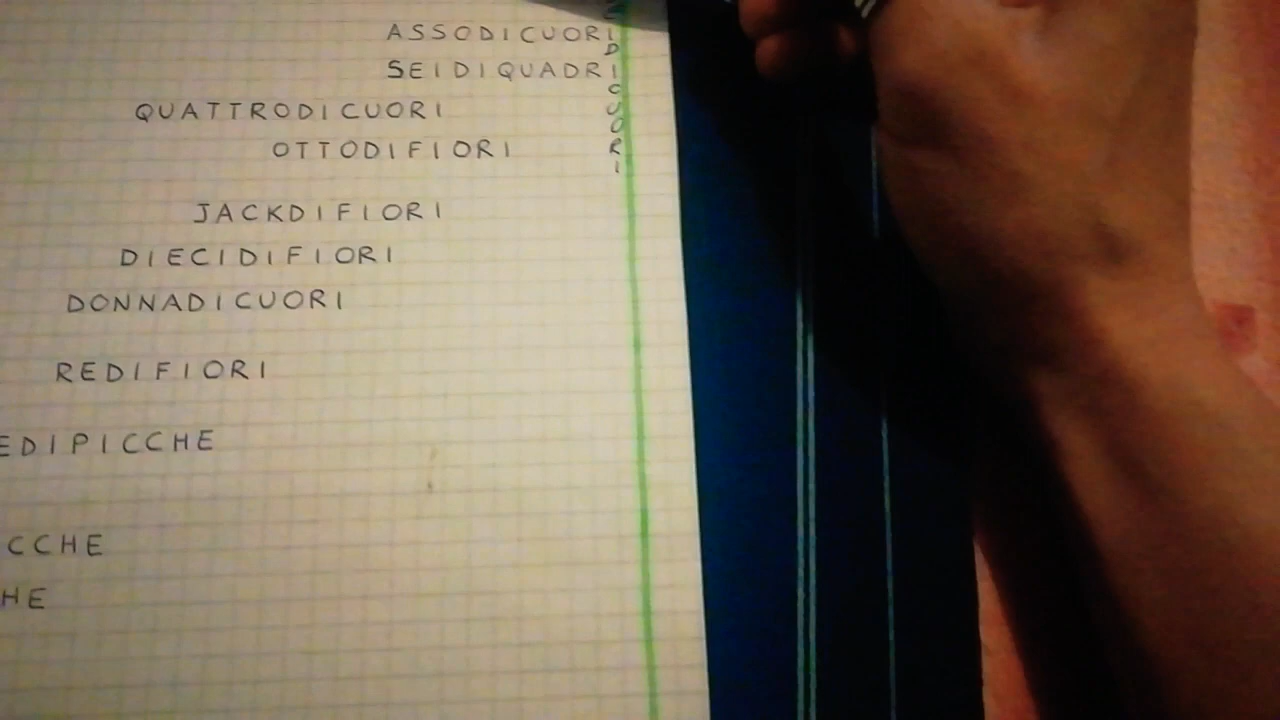 ASSODICUORI
SEIDIQUADRI
QUATTRODICUORI
OTTODIFIORI
JACKDIFIORI
DIECIDIFIORI
DONNADICUORI
REDIFIORI
EDIPICCHE
CCHE
HE
DICUORI